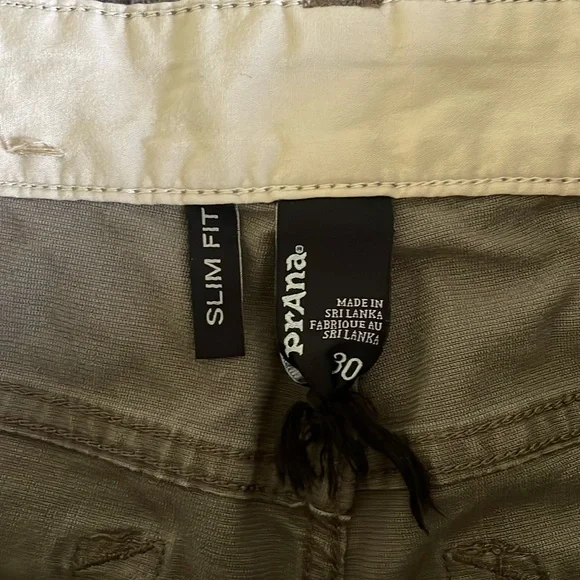 SLIM FIT
prAna®
MADE IN
SRI LANKA
FABRIQUE AU
SRI LANKA
30